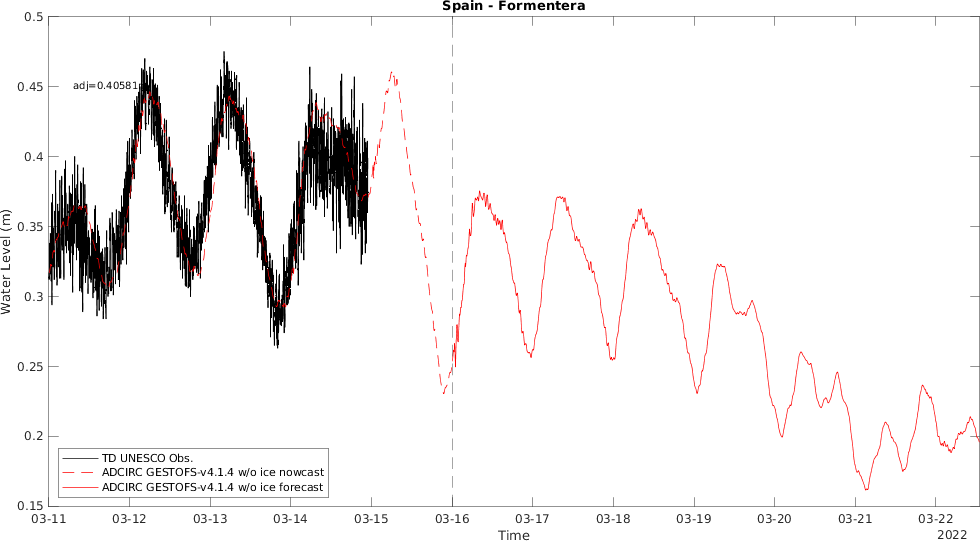 Spain - Formentera
0.5
0.45
0.4
0.35
0.3
0.25
0.2
0.15
Water Level (m)
adj=0.40581
TD UNESCO Obs.
ADCIRC GESTOFS-v4.1.4 w/o ice nowcast
ADCIRC GESTOFS-v4.1.4 w/o ice forecast
03-11 03-12 03-13 03-14 03-15 03-16 03-17 03-18 03-19 03-20 03-21 03-22
Time
2022